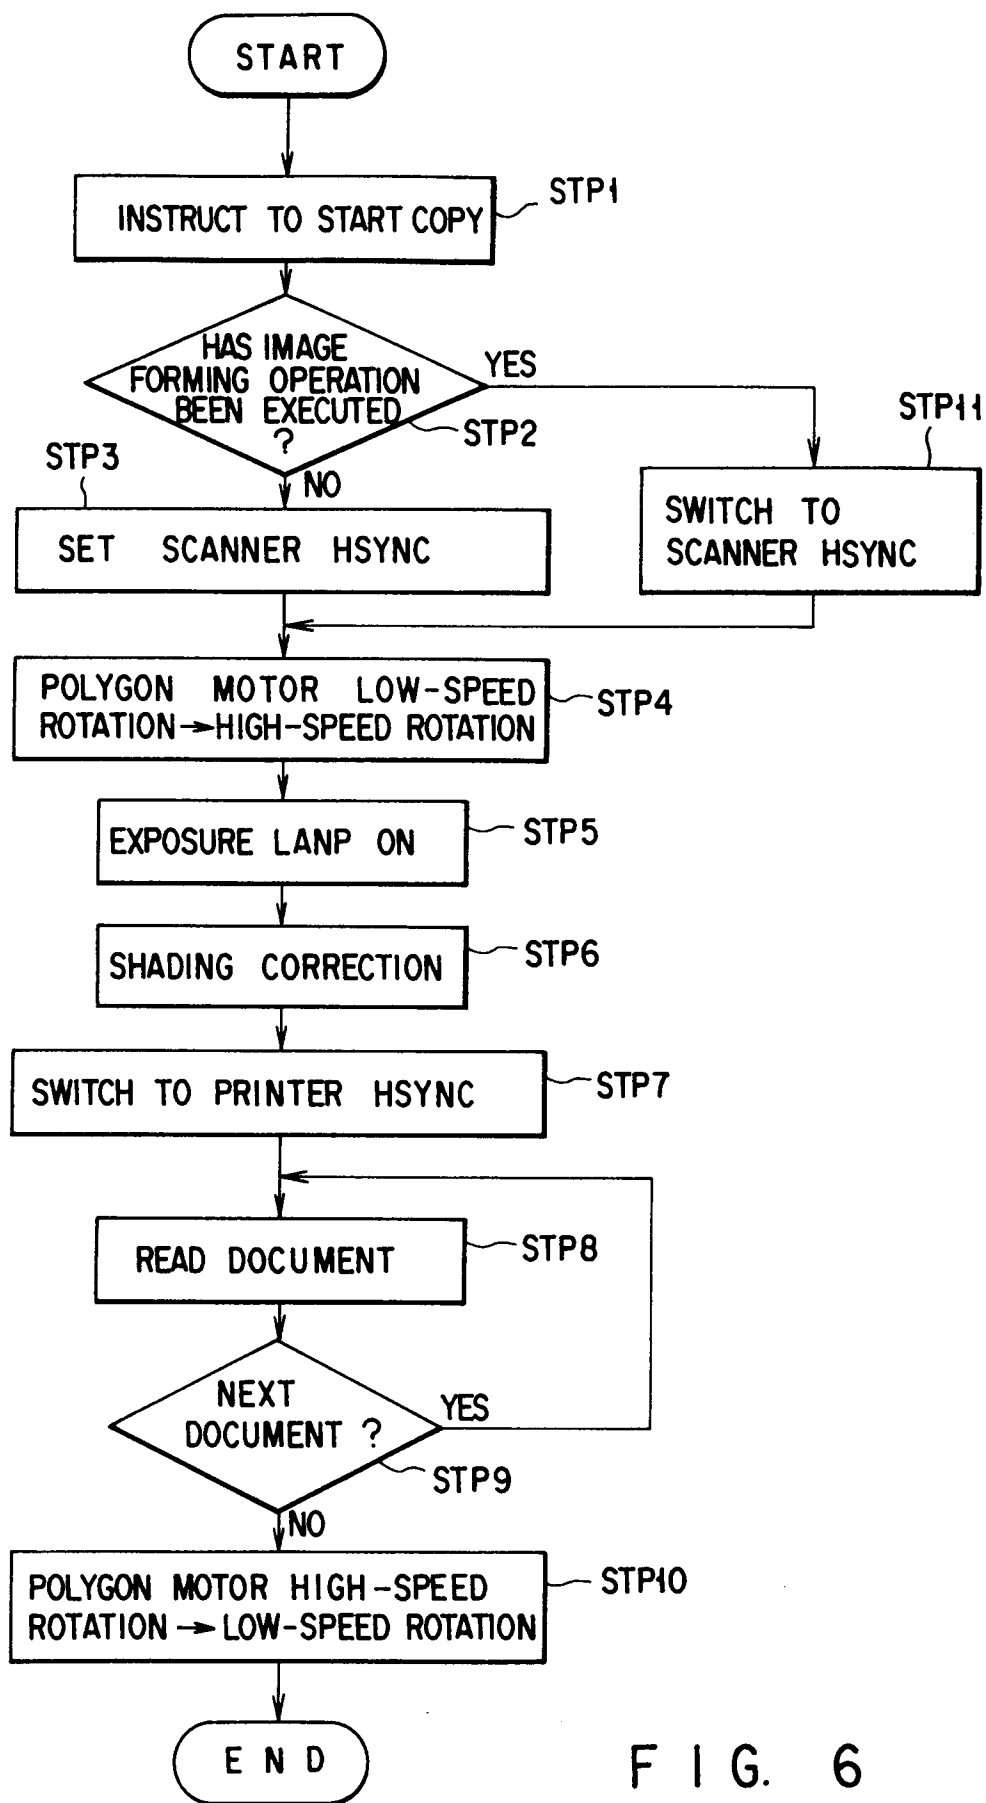 START
INSTRUCT TO START COPY
STP1
HAS IMAGE
FORMING OPERATION
BEEN EXECUTED
?
YES
STP2
NO
STP11
SWITCH TO
SCANNER HSYNC
STP3
SET SCANNER HSYNC
POLYGON MOTOR LOW-SPEED
ROTATION→HIGH-SPEED ROTATION
STP4
EXPOSURE LANP ON
STP5
SHADING CORRECTION
STP6
SWITCH TO PRINTER HSYNC
STP7
READ DOCUMENT
STP8
NEXT
DOCUMENT ?
YES
STP9
NO
POLYGON MOTOR HIGH-SPEED
ROTATION→LOW-SPEED ROTATION
STP10
END
FIG. 6